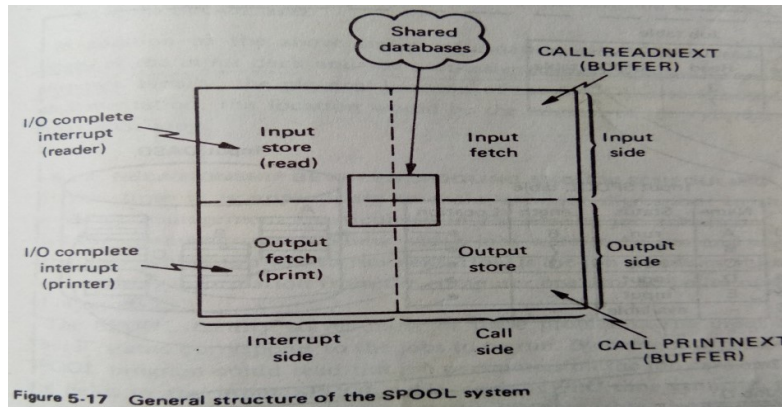 Shared
databases
CALL READNEXT
(BUFFER)
I/O complete
interrupt
(reader)
Input
store
(read)
Input
fetch
Input
side
I/O complete
interrupt
(printer)
Output
fetch
(print)
Output
store
Output
side
Interrupt
side
Call
side
CALL PRINTNEXT
(BUFFER)
Figure 5-17 General structure of the SPOOL system